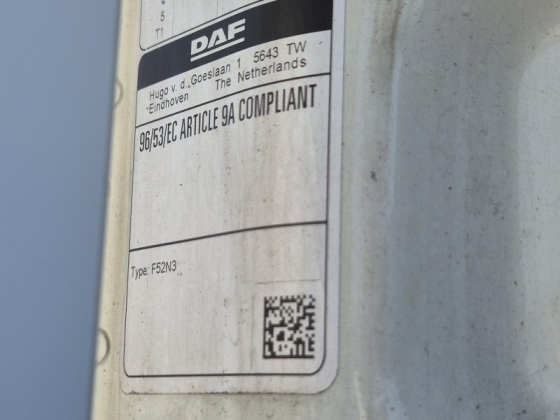 4
5
T1
DAF
Hugo v. d. Goeslaan 1 5643 TW
Eindhoven The Netherlands
96/53/EC ARTICLE 9A COMPLIANT
Type: F52N3